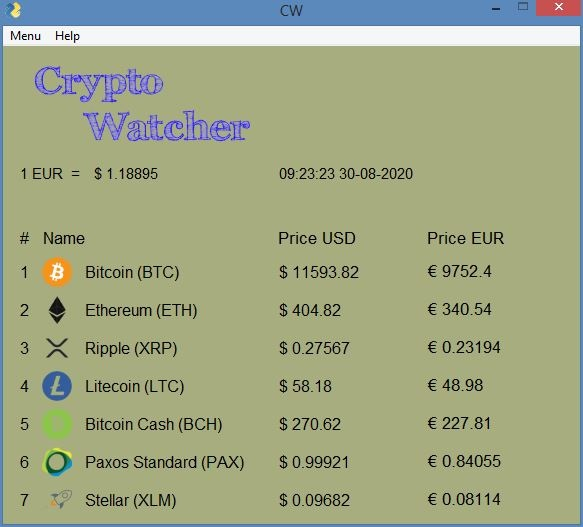 CW
Menu Help
Crypto
Watcher
1 EUR = $ 1.18895 09:23:23 30-08-2020
# Name Price USD Price EUR
1 Bitcoin (BTC) $ 11593.82 € 9752.4
2 Ethereum (ETH) $ 404.82 € 340.54
3 Ripple (XRP) $ 0.27567 € 0.23194
4 Litecoin (LTC) $ 58.18 € 48.98
5 Bitcoin Cash (BCH) $ 270.62 € 227.81
6 Paxos Standard (PAX) $ 0.99921 € 0.84055
7 Stellar (XLM) $ 0.09682 € 0.08114